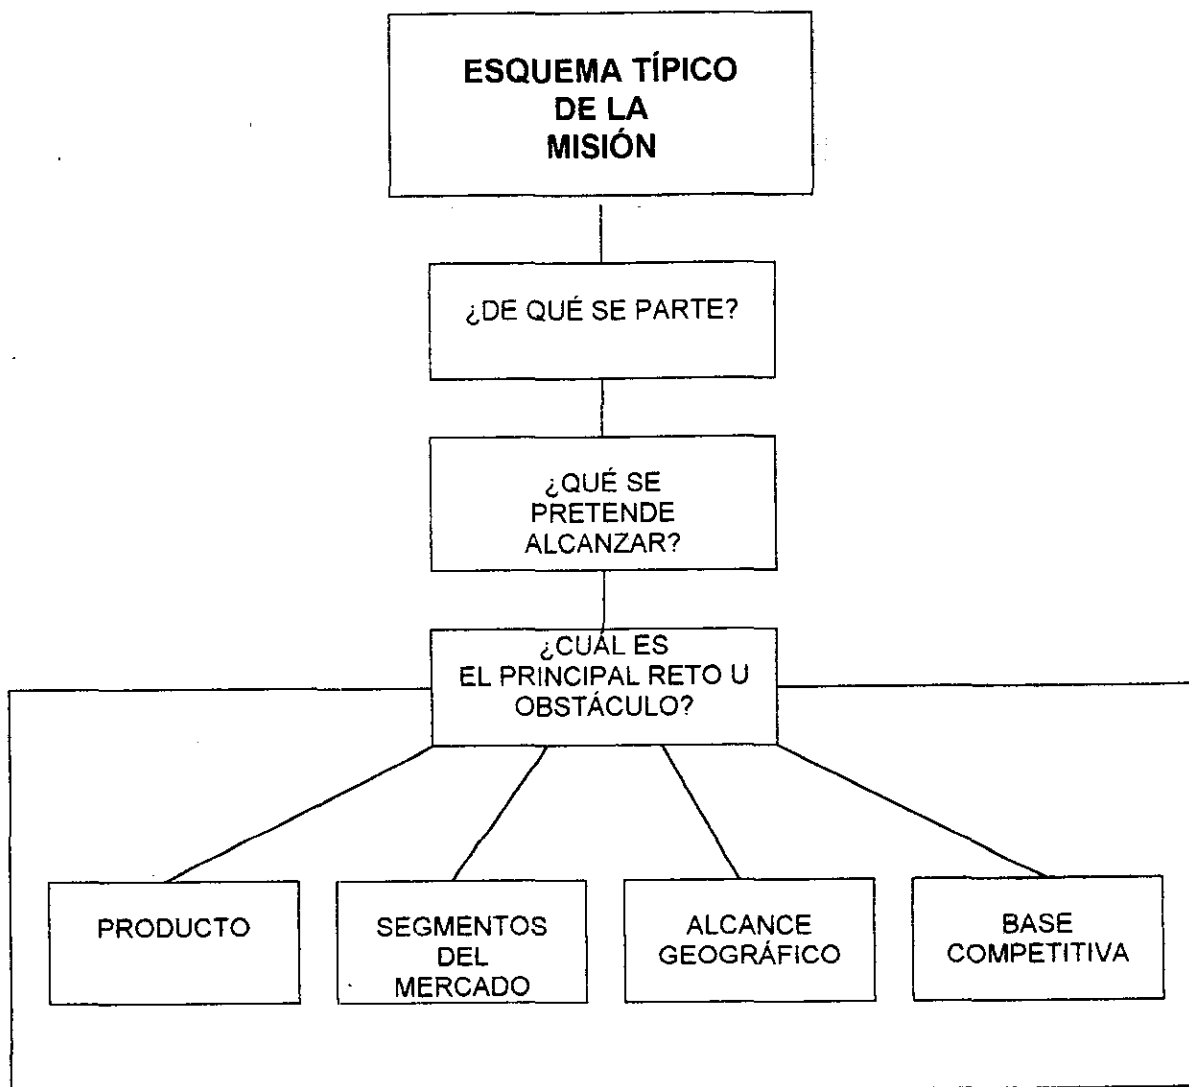 ESQUEMA TÍPICO
DE LA
MISIÓN
¿DE QUÉ SE PARTE?
¿QUÉ SE
PRETENDE
ALCANZAR?
¿CUÁL ES
EL PRINCIPAL RETO U
OBSTÁCULO?
PRODUCTO
SEGMENTOS
DEL
MERCADO
ALCANCE
GEOGRÁFICO
BASE
COMPETITIVA